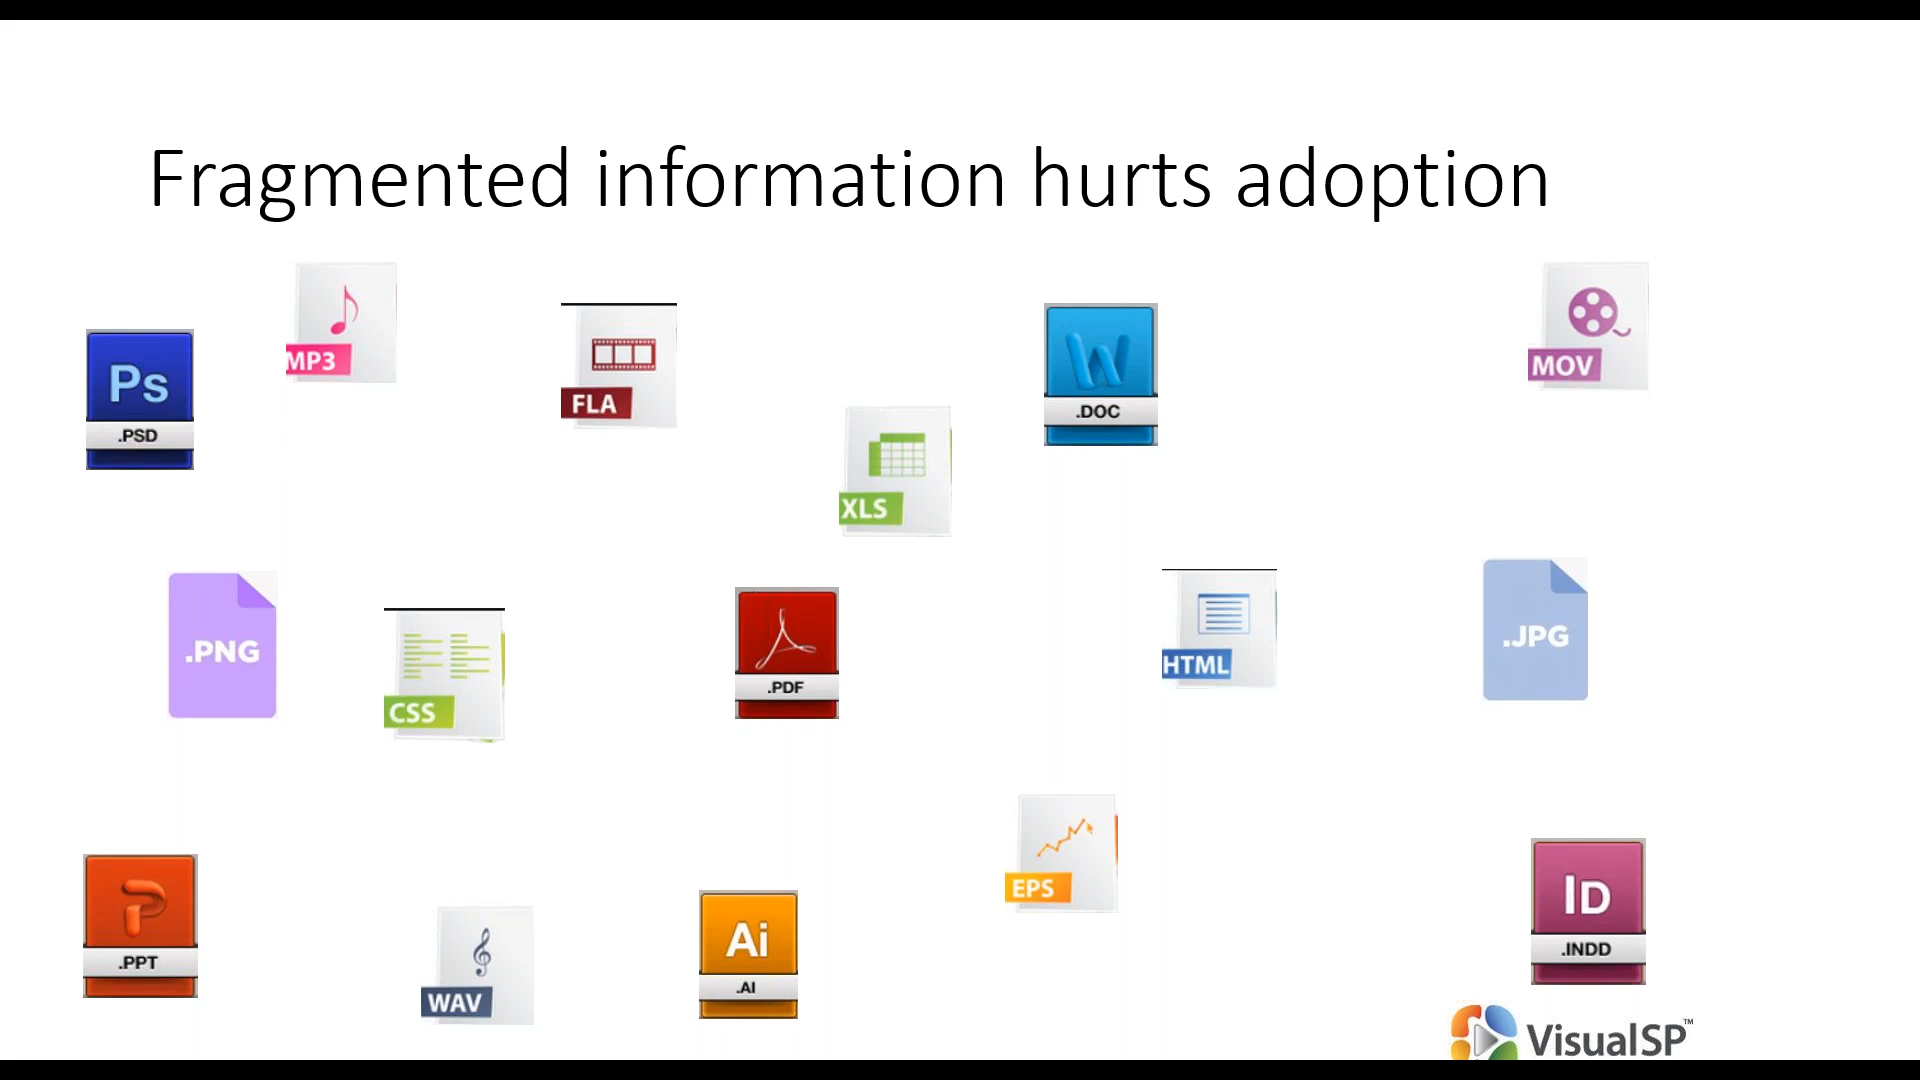 Fragmented information hurts adoption
MP3
MOV
Ps
.PSD
FLA
W
.DOC
XLS
.PNG
CSS
.PDF
HTML
.JPG
EPS
P
.PPT
WAV
Ai
.AI
ID
.INDD
VisualSP™